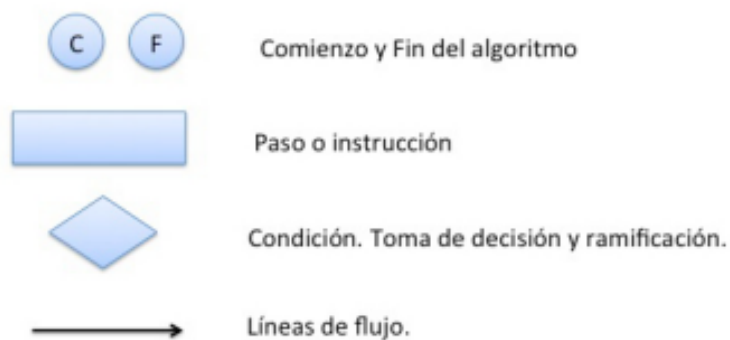 C F Comienzo y Fin del algoritmo
Paso o instrucción
Condición. Toma de decisión y ramificación.
Líneas de flujo.